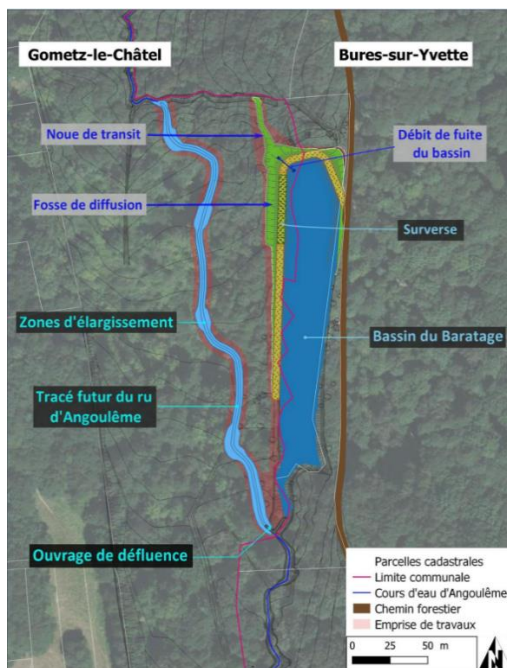 Gometz-le-Châtel
Bures-sur-Yvette
Noue de transit
Débit de fuite
du bassin
Fosse de diffusion
Surverse
Zones d'élargissement
Bassin du Baratage
Tracé futur du ru
d'Angoulême
Ouvrage de défluence
Parcelles cadastrales
Limite communale
Cours d'eau d'Angoulême
Chemin forestier
Emprise de travaux
0 25 50 m